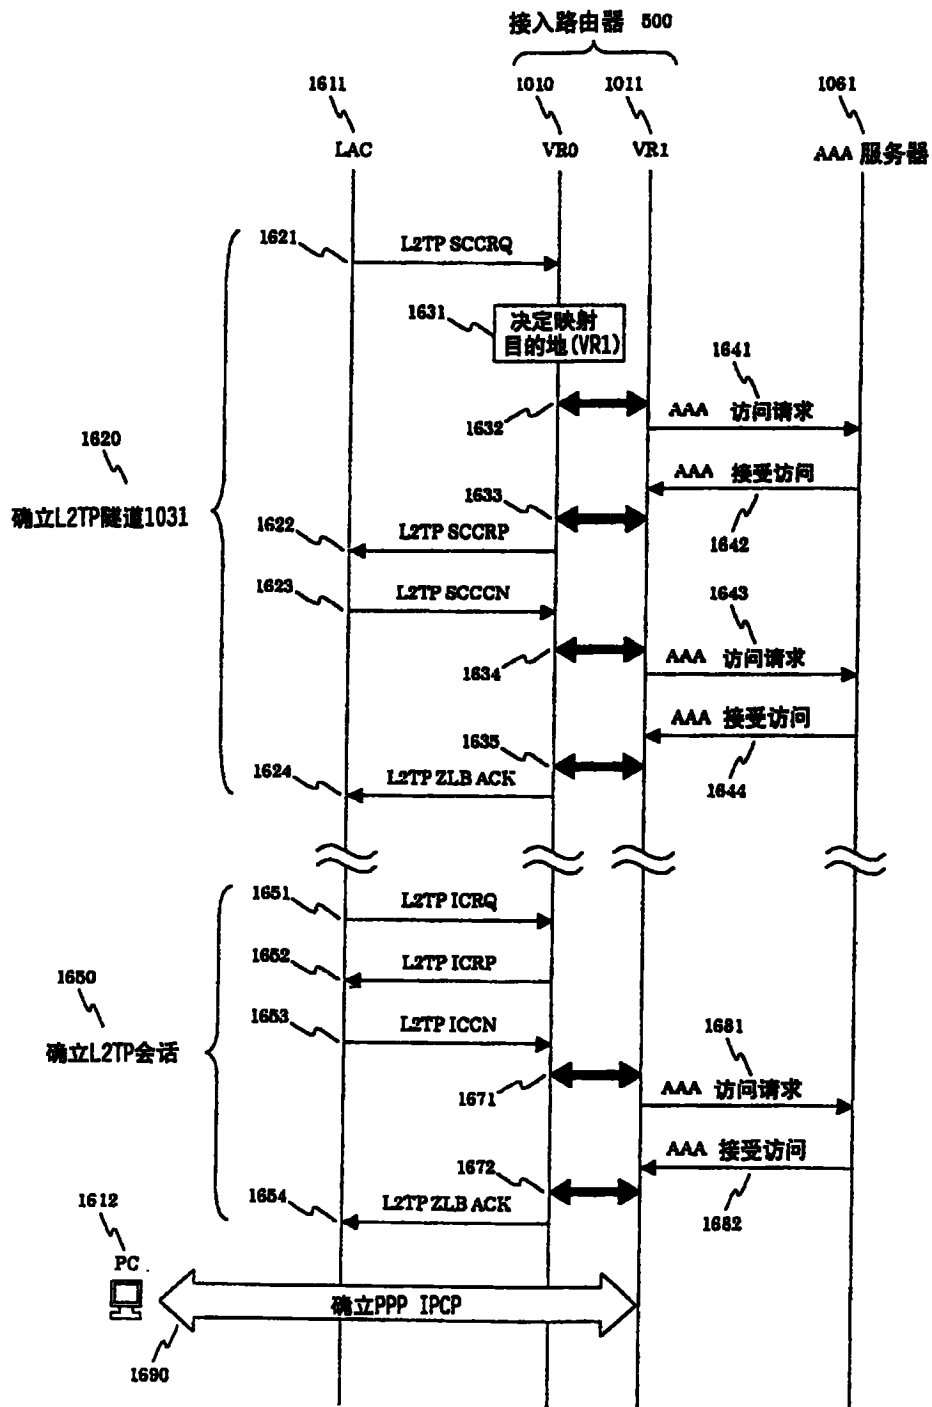 接入路由器 500
1611
1010
1011
1061
LAC
VR0
VR1
AAA 服务器
1621
L2TP SCCRQ
1631
决定映射
目的地(VR1)
1641
1632
AAA 访问请求
1620
确立L2TP隧道1031
AAA 接受访问
1633
1642
1622
L2TP SCCRP
1623
L2TP SCCCN
1643
1634
AAA 访问请求
AAA 接受访问
1635
1644
1624
L2TP ZLB ACK
1651
L2TP ICRQ
1652
L2TP ICRP
1650
确立L2TP会话
1653
L2TP ICCN
1681
1671
AAA 访问请求
AAA 接受访问
1672
1682
1654
L2TP ZLB ACK
1612
PC
确立PPP IPCP
1690